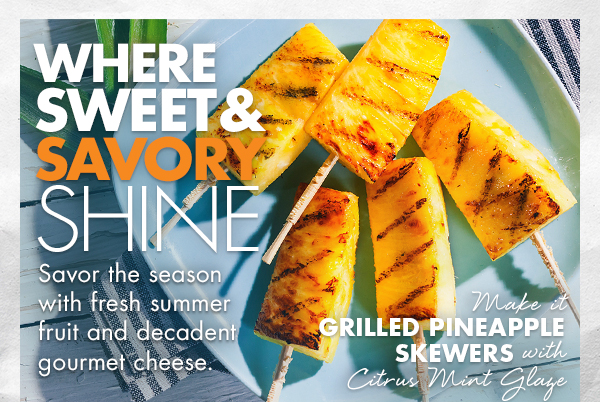 WHERE
SWEET &
SAVORY
SHINE
Savor the season
with fresh summer
fruit and decadent
gourmet cheese.
Make it
GRILLED PINEAPPLE
SKEWERS with
Citrus Mint Glaze